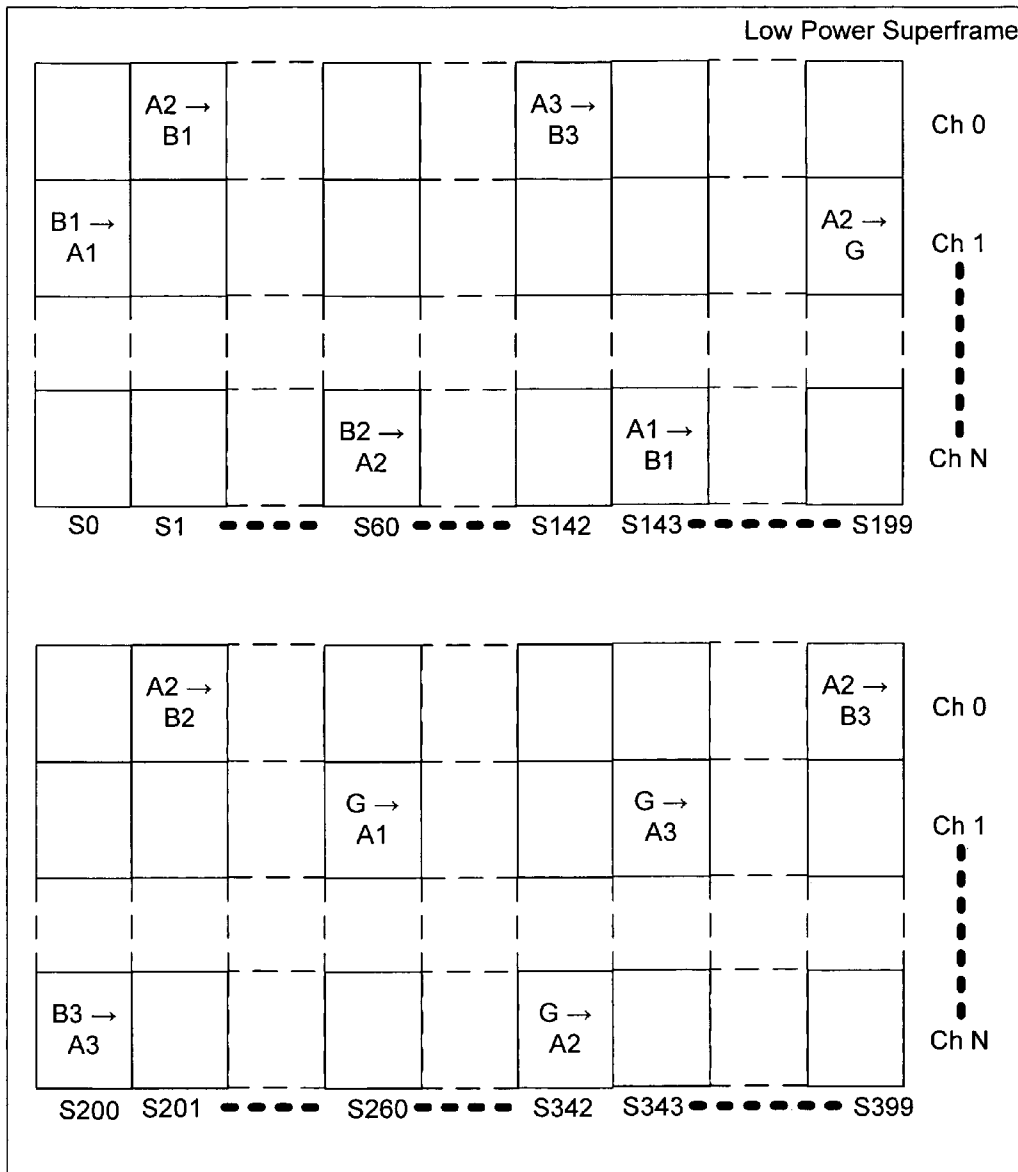 Low Power Superframe
A2 →
B1
A3 →
B3
Ch 0
B1 →
A1
A2 →
G
Ch 1
B2 →
A2
A1 →
B1
Ch N
S0 S1 S60 S142 S143 S199
A2 →
B2
A2 →
B3
Ch 0
G →
A1
G →
A3
Ch 1
B3 →
A3
G →
A2
Ch N
S200 S201 S260 S342 S343 S399